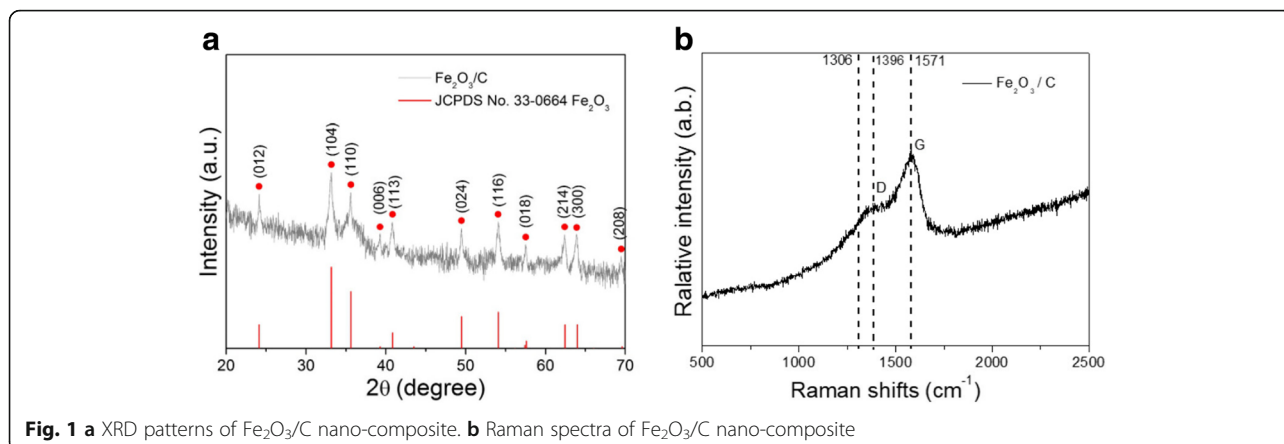 a
Fe₂O₃/C
JCPDS No. 33-0664 Fe₂O₃
(012)
(104)
(110)
(006)
(113)
(024)
(116)
(018)
(214)
(300)
(208)
Intensity (a.u.)
20 30 40 50 60 70
2θ (degree)
b
1306 1396 1571
Fe₂O₃ / C
G
D
Ralative intensity (a.b.)
500 1000 1500 2000 2500
Raman shifts (cm⁻¹)
Fig. 1 a XRD patterns of Fe₂O₃/C nano-composite. b Raman spectra of Fe₂O₃/C nano-composite